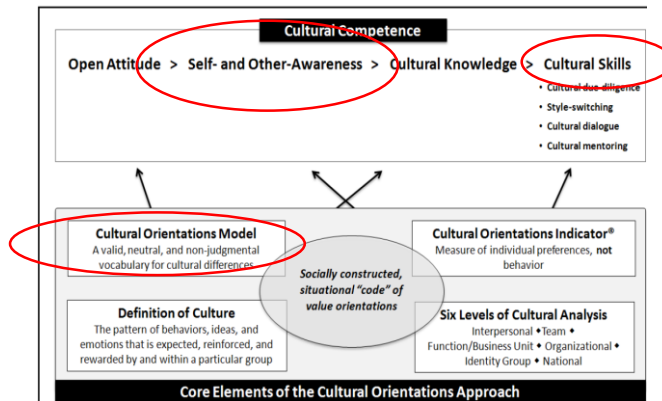 Cultural Competence
Open Attitude > Self- and Other-Awareness > Cultural Knowledge > Cultural Skills
• Cultural due diligence
• Style-switching
• Cultural dialogue
• Cultural mentoring
Cultural Orientations Model
A valid, neutral, and non-judgmental
vocabulary for cultural differences
Cultural Orientations Indicator®
Measure of individual preferences, not
behavior
Socially constructed,
situational "code" of
value orientations
Definition of Culture
The pattern of behaviors, ideas, and
emotions that is expected, reinforced, and
rewarded by and within a particular group
Six Levels of Cultural Analysis
Interpersonal ◆Team ◆
Function/Business Unit ◆ Organizational ◆
Identity Group ◆ National
Core Elements of the Cultural Orientations Approach